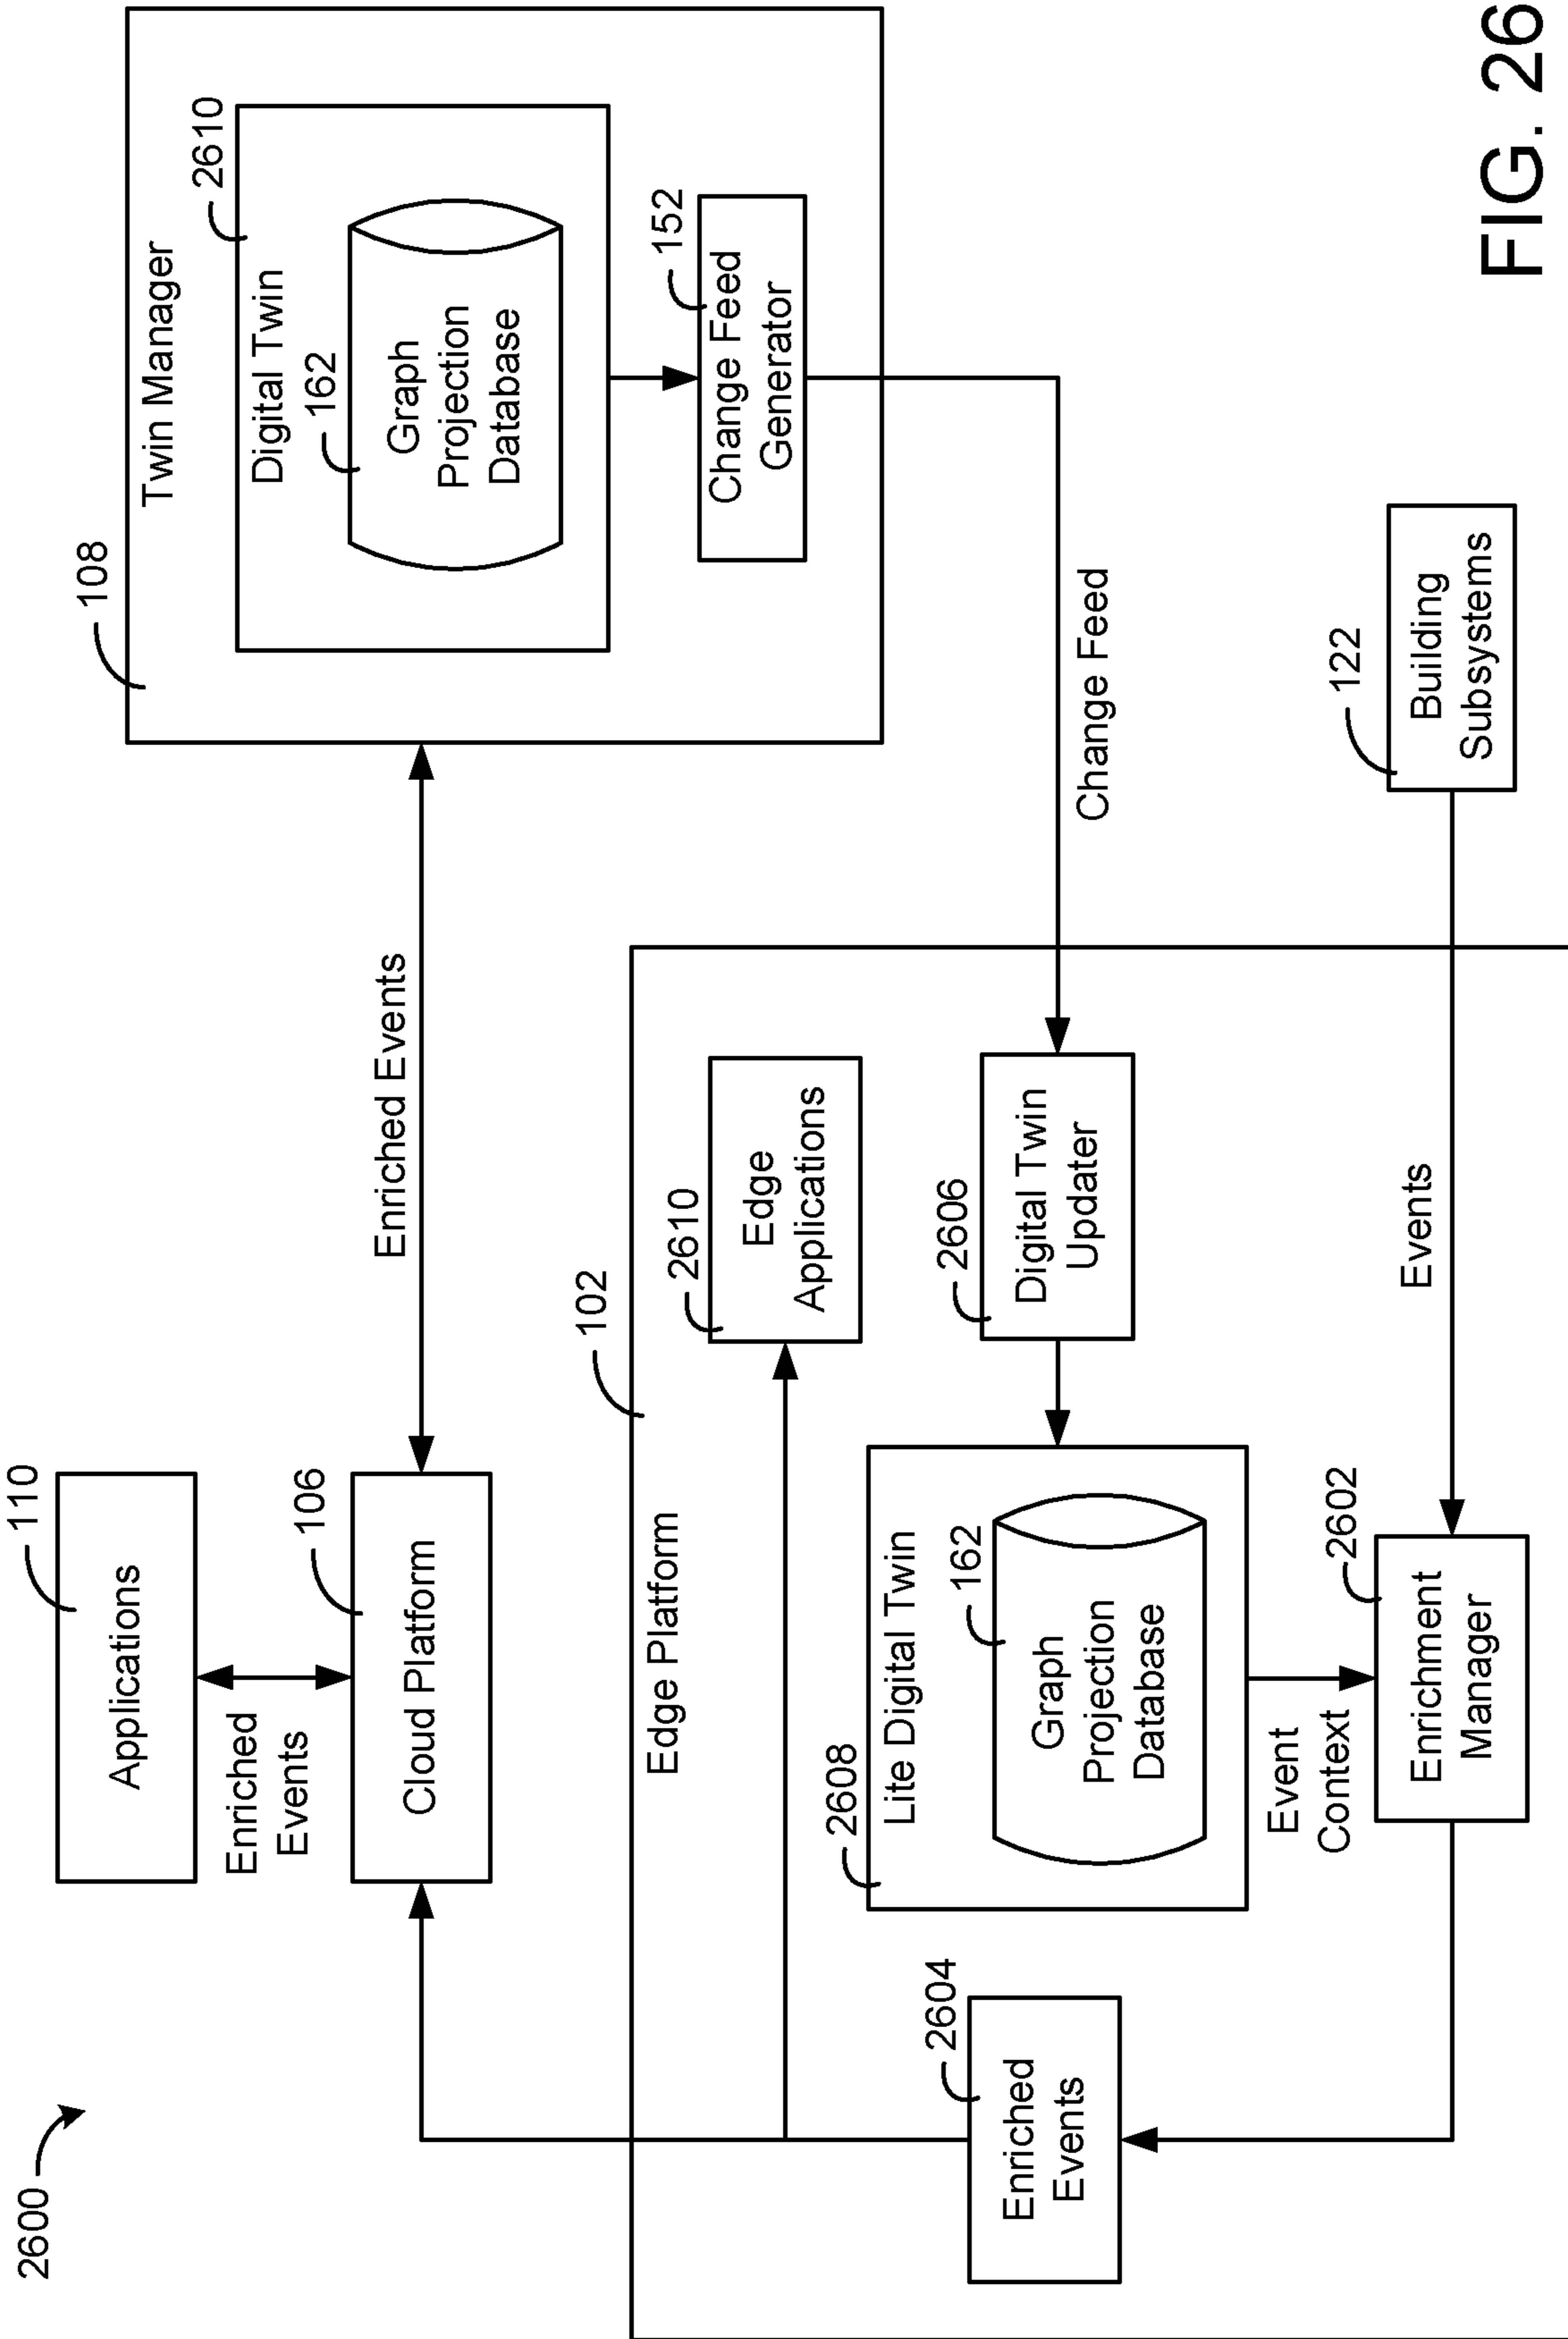 2600
Applications
110
Enriched
Events
Cloud Platform
106
Enriched Events
Twin Manager
108
Digital Twin
2610
162
Graph
Projection
Database
Change Feed
Generator
152
Change Feed
Edge Platform
102
Edge
Applications
2610
Digital Twin
Updater
2606
Lite Digital Twin
2608
162
Graph
Projection
Database
Event
Context
Enriched
Events
2604
Enrichment
Manager
2602
Events
Building
Subsystems
122
FIG. 26